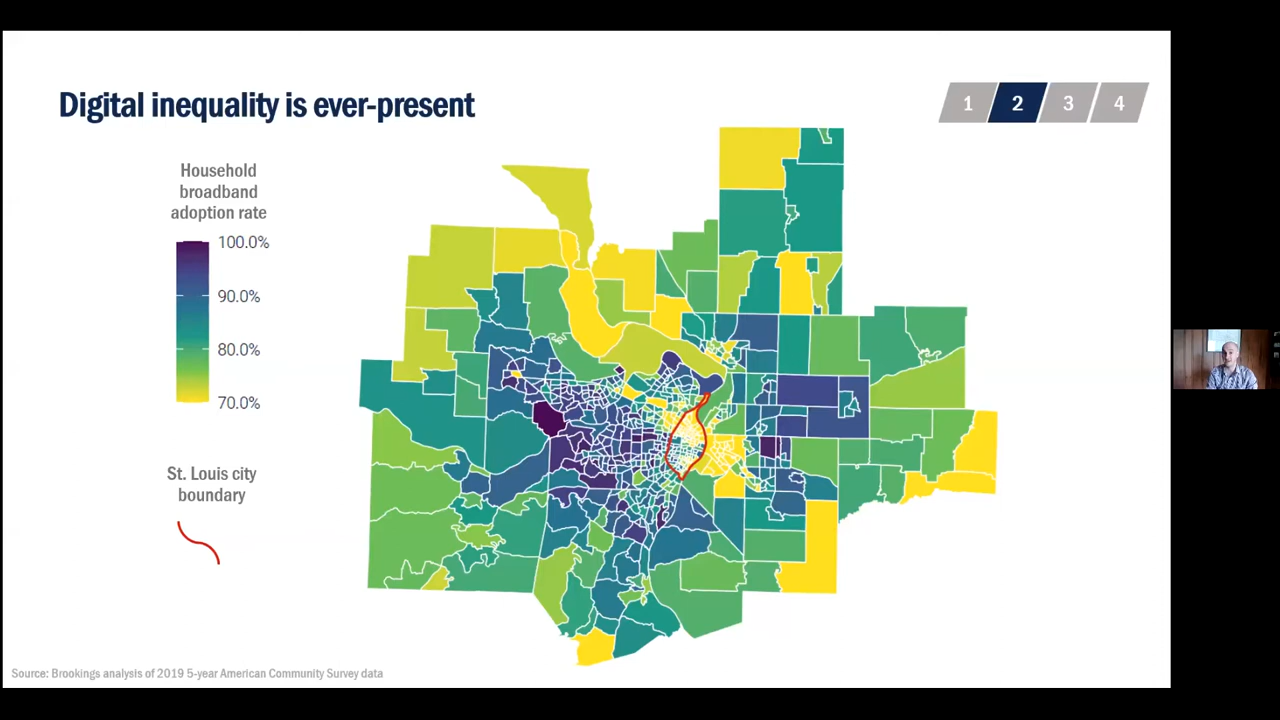 Digital inequality is ever-present
1 2 3 4
Household
broadband
adoption rate
100.0%
90.0%
80.0%
70.0%
St. Louis city
boundary
Source: Brookings analysis of 2019 5-year American Community Survey data